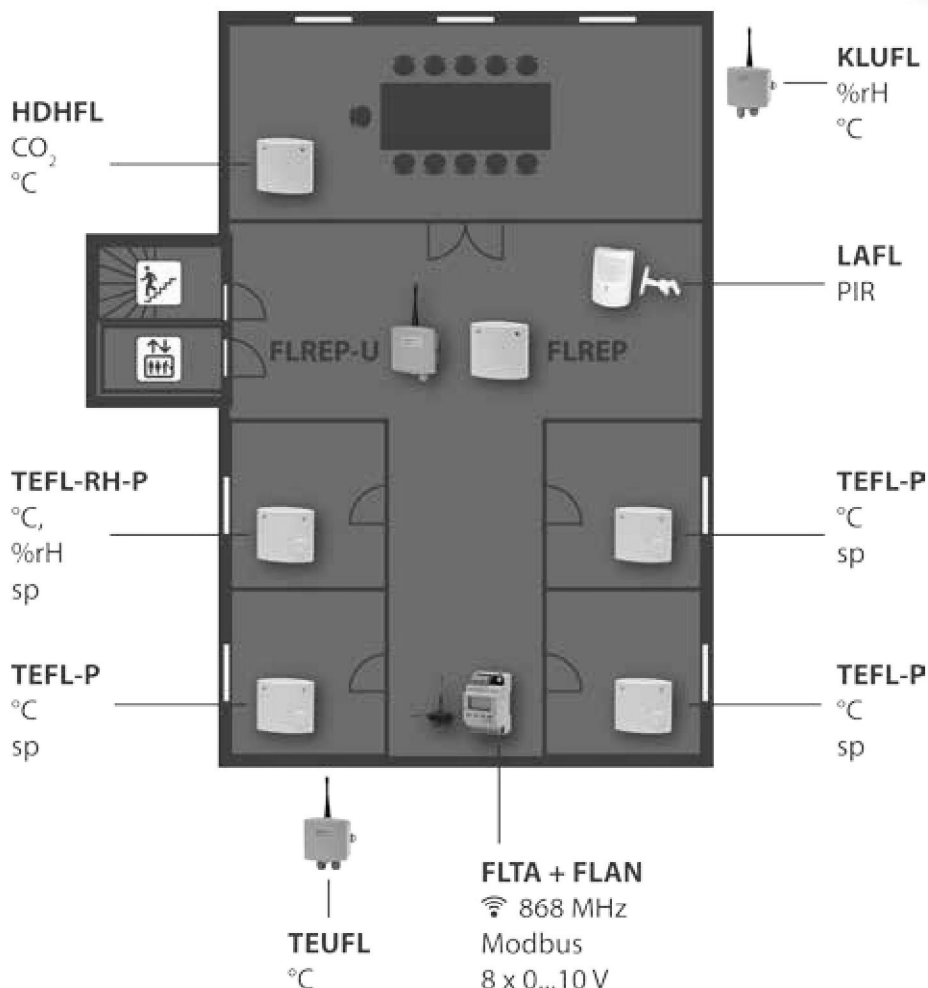 KLUFL
%rH
°C
HDHFL
CO₂
°C
LAFL
PIR
FLREP-U
FLREP
TEFL-RH-P
°C,
%rH
sp
TEFL-P
°C
sp
TEFL-P
°C
sp
TEFL-P
°C
sp
TEUFL
°C
FLTA + FLAN
868 MHz
Modbus
8 x 0...10 V